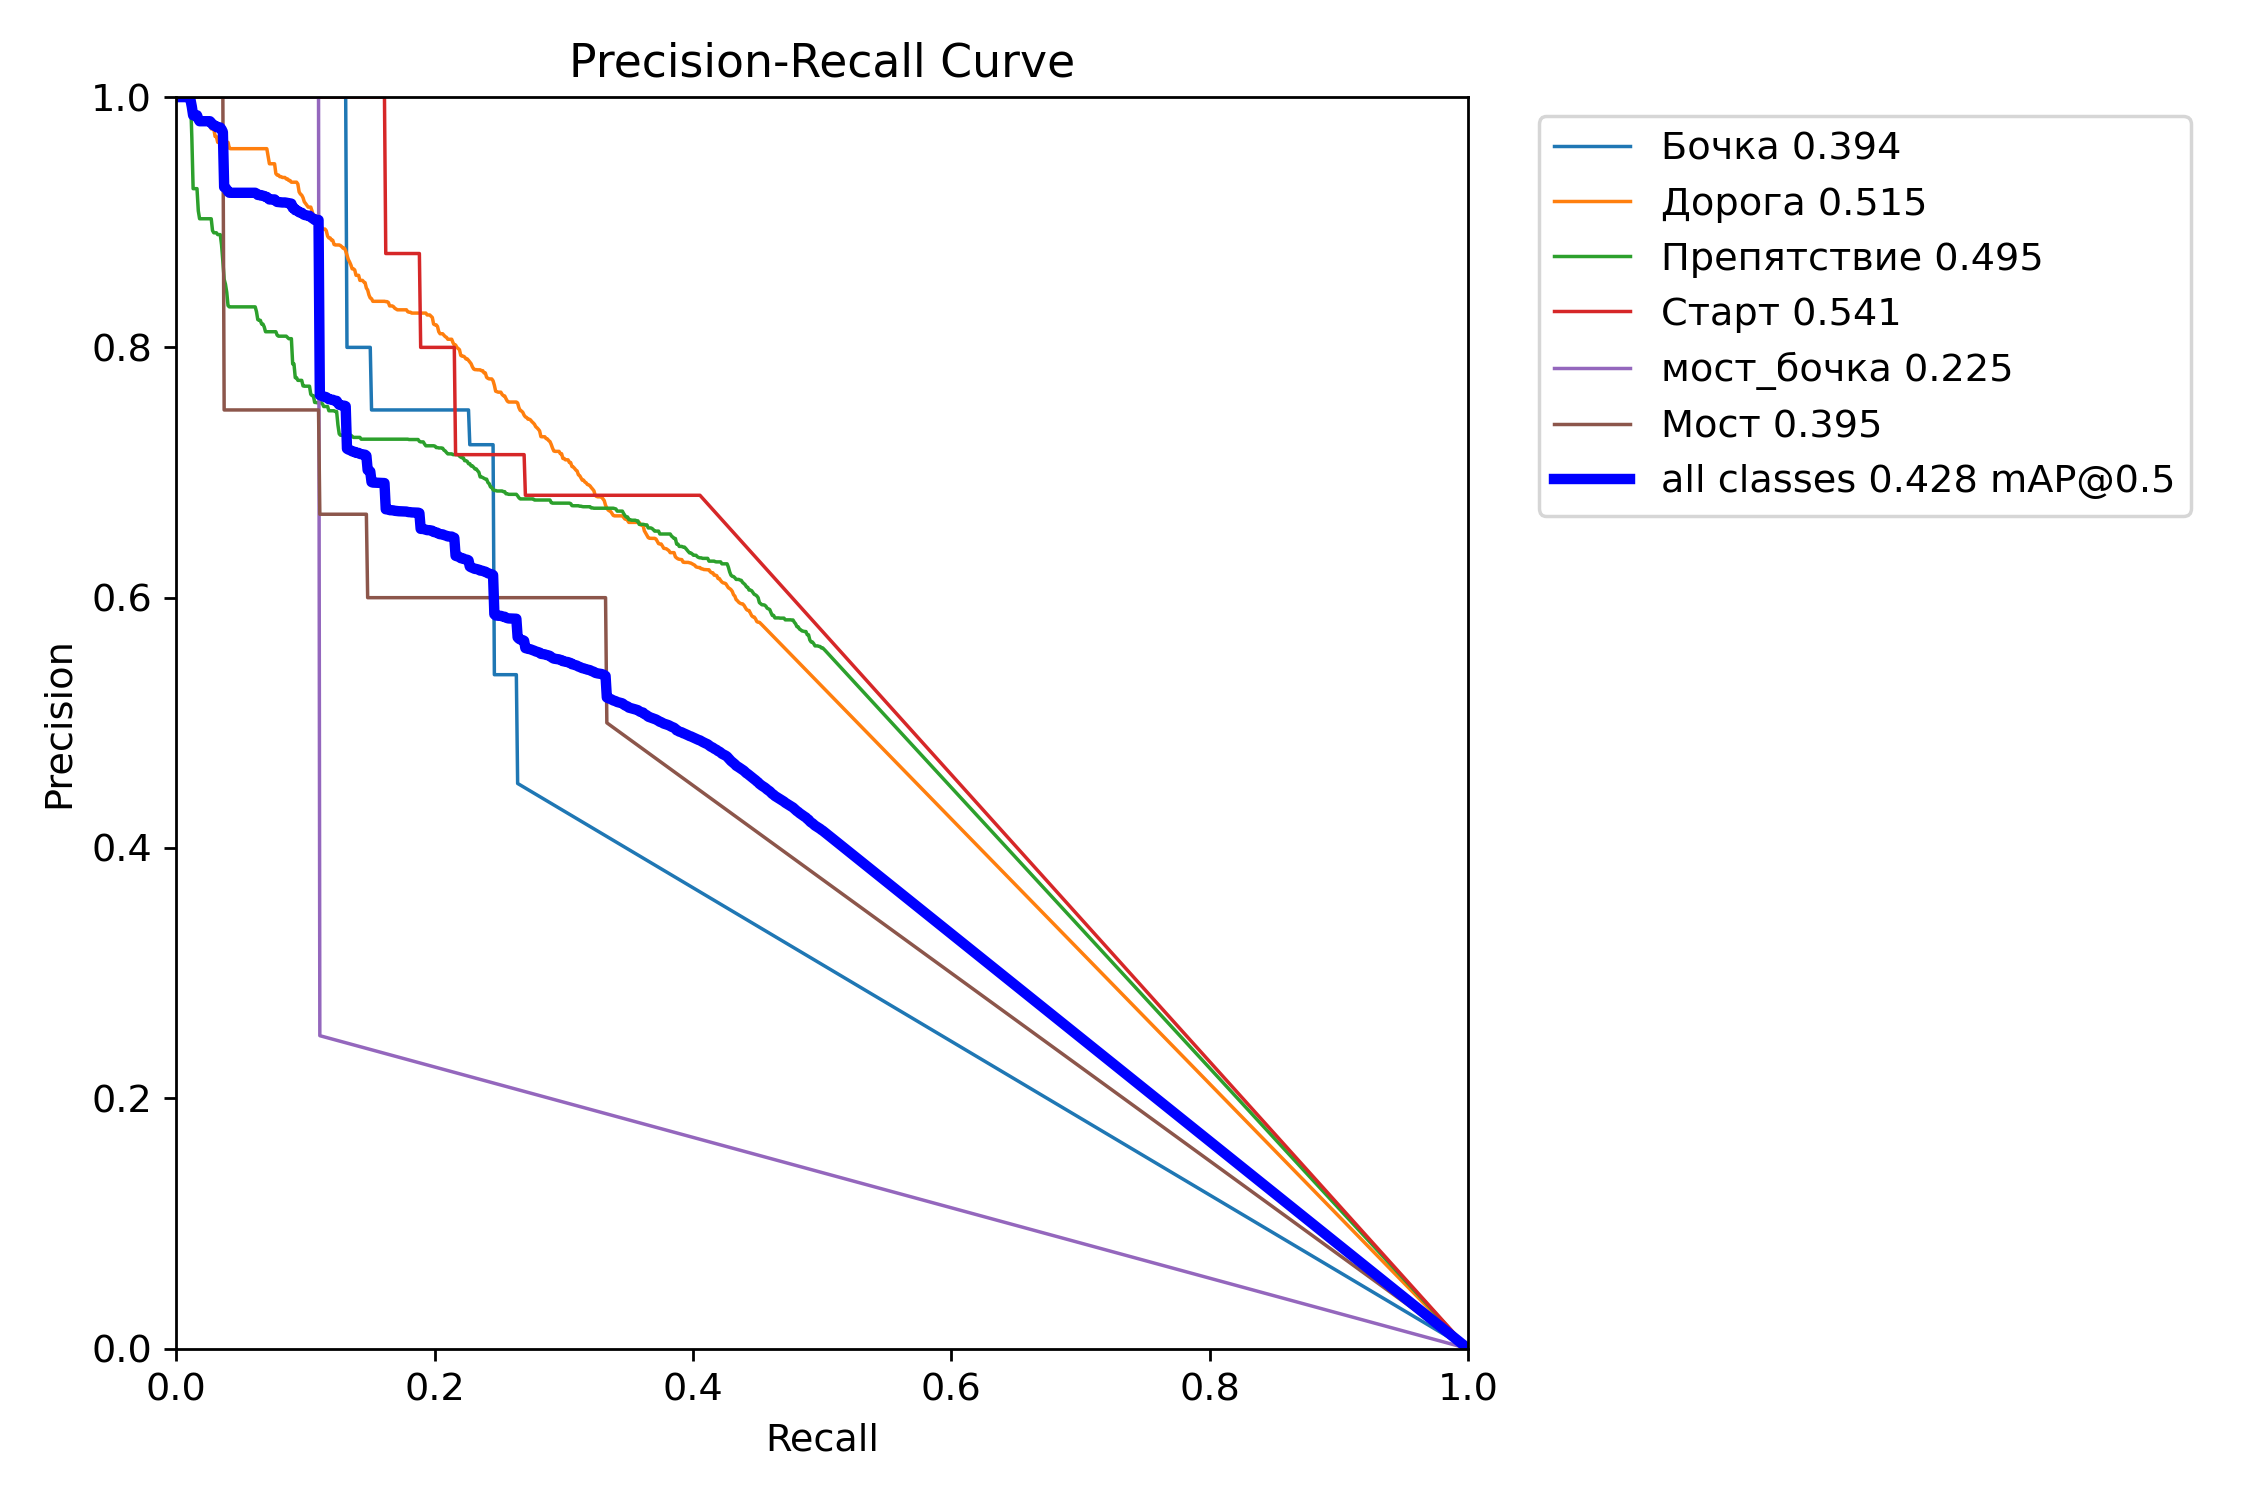 Precision-Recall Curve
1.0
0.8
0.6
0.4
0.2
0.0
Precision
0.0 0.2 0.4 0.6 0.8 1.0
Recall
Бочка 0.394
Дорога 0.515
Препятствие 0.495
Старт 0.541
мост_бочка 0.225
Мост 0.395
all classes 0.428 mAP@0.5